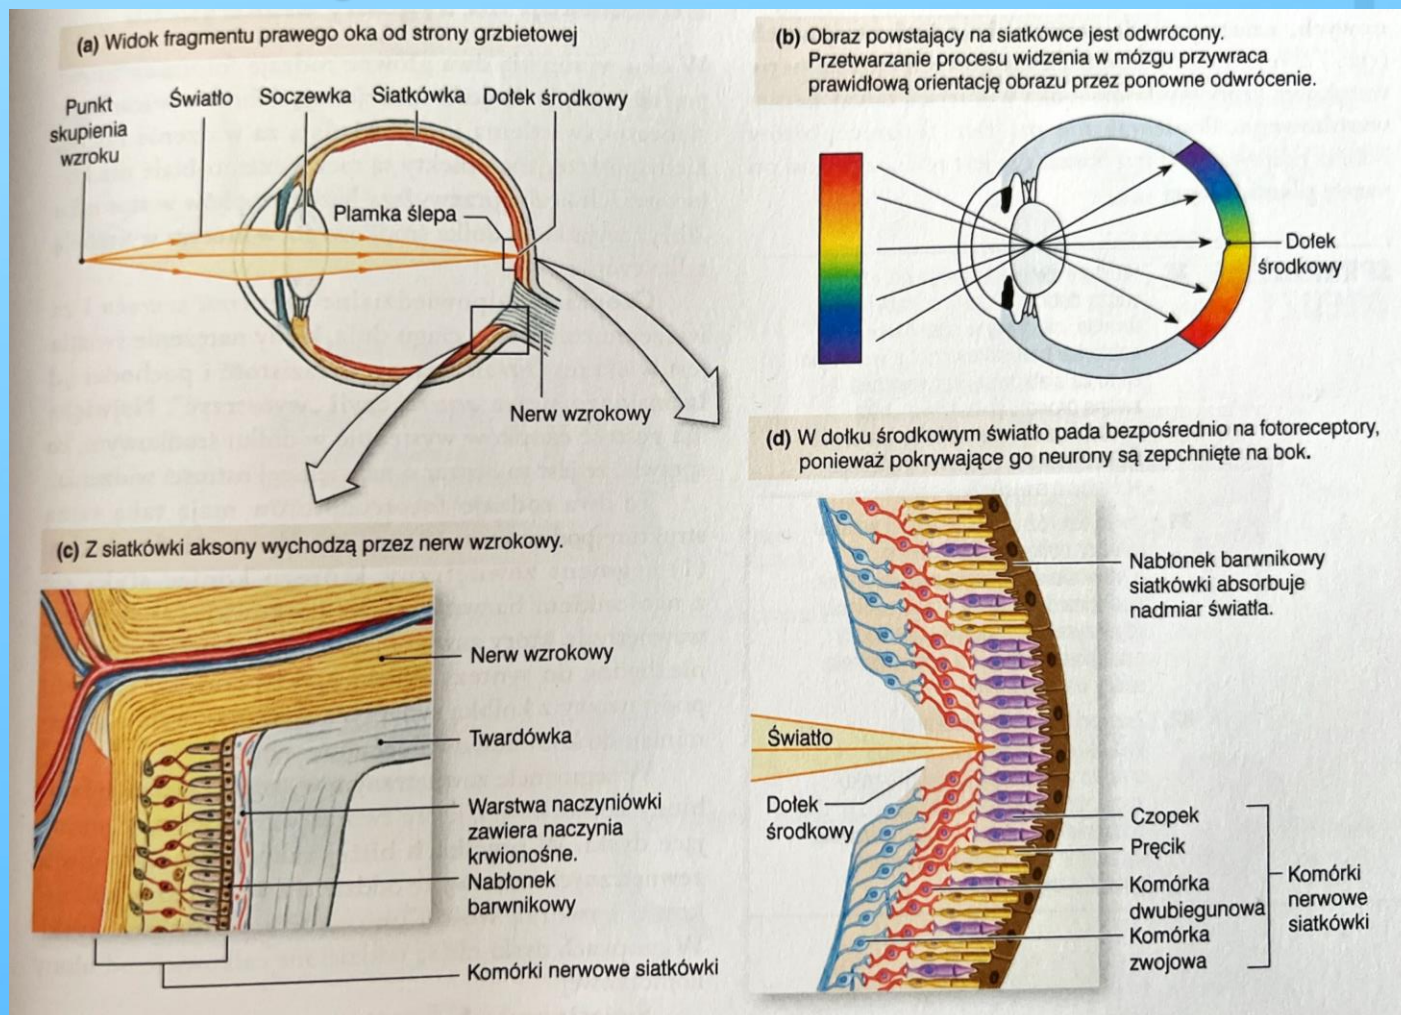 (a) Widok fragmentu prawego oka od strony grzbietowej
Punkt
skupienia
wzroku
Światło
Soczewka
Siatkówka
Dołek środkowy
Plamka ślepa
Nerw wzrokowy
(b) Obraz powstający na siatkówce jest odwrócony.
Przetwarzanie procesu widzenia w mózgu przywraca
prawidłową orientację obrazu przez ponowne odwrócenie.
Dołek
środkowy
(c) Z siatkówki aksony wychodzą przez nerw wzrokowy.
Nerw wzrokowy
Twardówka
Warstwa naczyniówki
zawiera naczynia
krwionośne.
Nabłonek
barwnikowy
Komórki nerwowe siatkówki
(d) W dołku środkowym światło pada bezpośrednio na fotoreceptory,
ponieważ pokrywające go neurony są zepchnięte na bok.
Nabłonek barwnikowy
siatkówki absorbuje
nadmiar światła.
Światło
Dołek
środkowy
Czopek
Pręcik
Komórka
dwubiegunowa
Komórka
zwojowa
Komórki
nerwowe
siatkówki